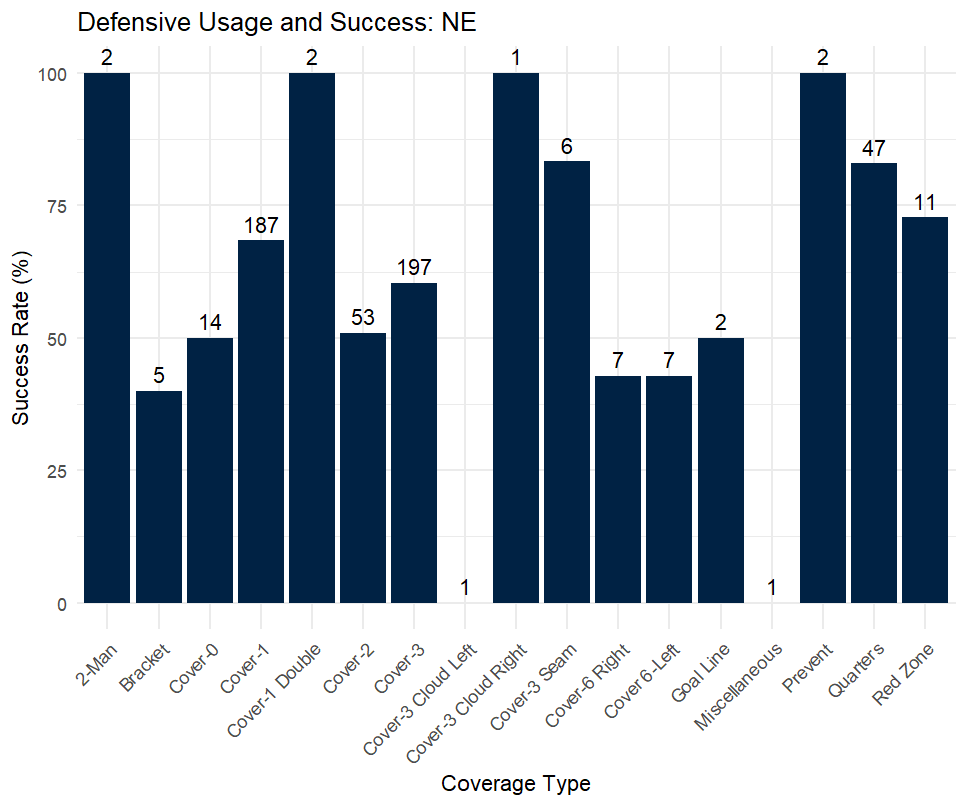 Defensive Usage and Success: NE
2
2
1
2
100
6
47
187
11
75
197
14
53
2
50
5
7
7
25
1
1
0
Success Rate (%)
2-Man
Bracket
Cover-0
Cover-1
Cover-1 Double
Cover-2
Cover-3
Cover-3 Cloud Left
Cover-3 Cloud Right
Cover-3 Seam
Cover-6 Right
Cover 6-Left
Goal Line
Miscellaneous
Prevent
Quarters
Red Zone
Coverage Type